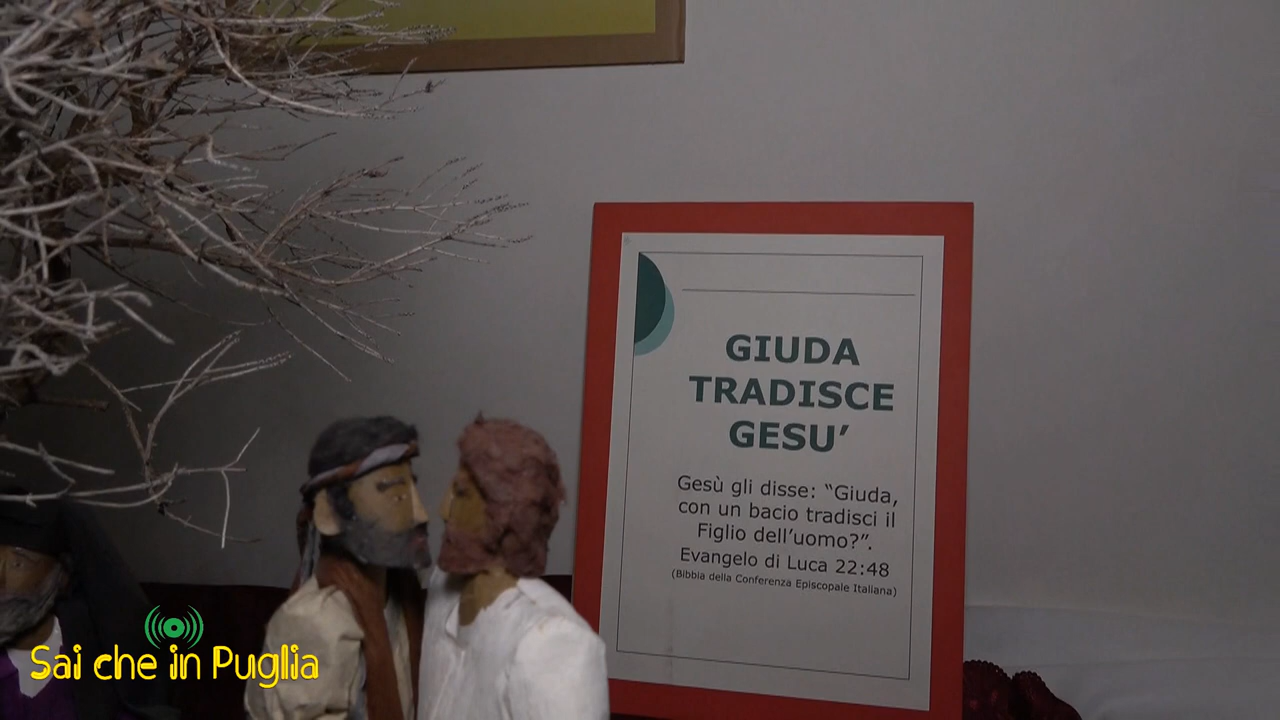 GIUDA
TRADISCE
GESU’
Gesù gli disse: “Giuda,
con un bacio tradisci il
Figlio dell’uomo?”.
Evangelo di Luca 22:48
(Bibbia della Conferenza Episcopale Italiana)
Sai che in Puglia